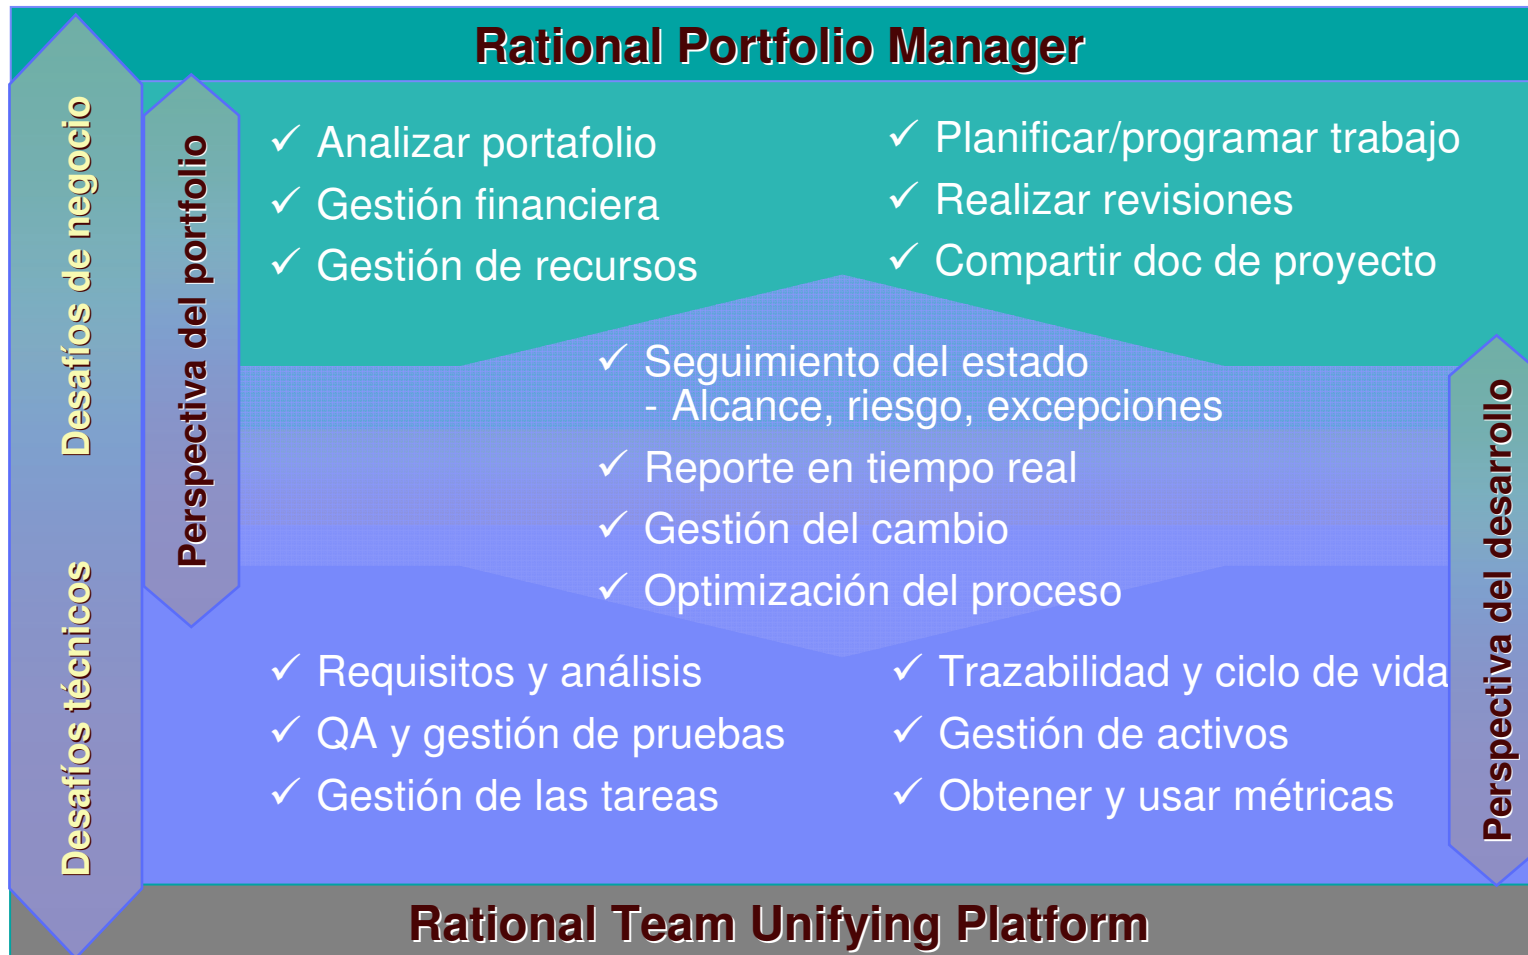 Rational Portfolio Manager
Desafíos de negocio
Desafíos técnicos
Perspectiva del portfolio
✓ Analizar portafolio
✓ Gestión financiera
✓ Gestión de recursos
✓ Planificar/programar trabajo
✓ Realizar revisiones
✓ Compartir doc de proyecto
✓ Seguimiento del estado
- Alcance, riesgo, excepciones
✓ Reporte en tiempo real
✓ Gestión del cambio
✓ Optimización del proceso
✓ Requisitos y análisis
✓ QA y gestión de pruebas
✓ Gestión de las tareas
✓ Trazabilidad y ciclo de vida
✓ Gestión de activos
✓ Obtener y usar métricas
Perspectiva del desarrollo
Rational Team Unifying Platform